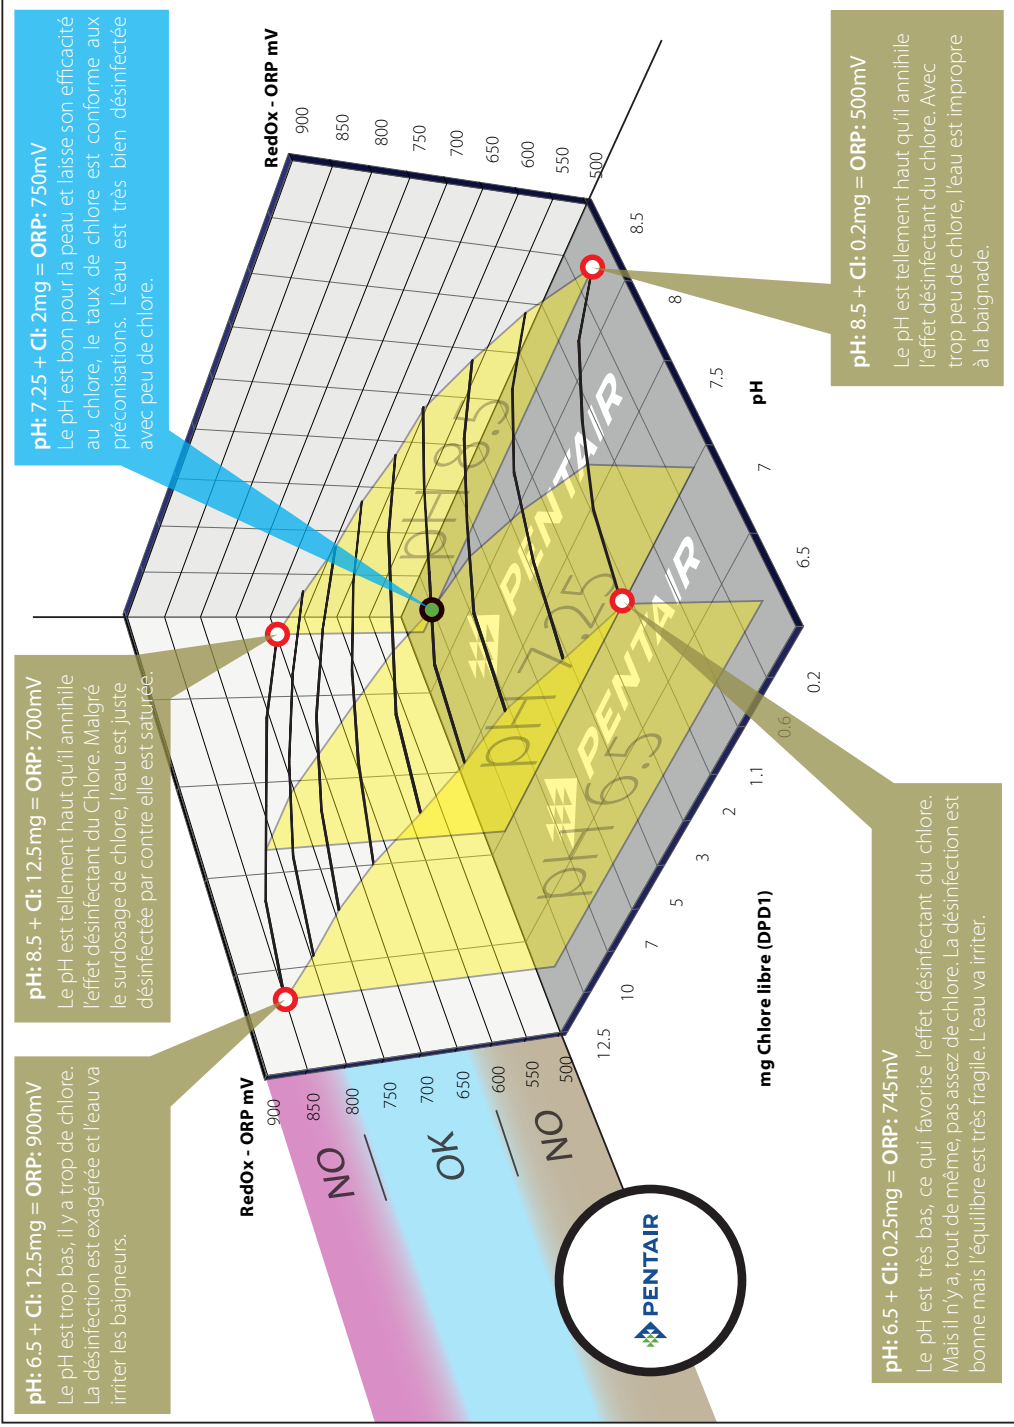 pH: 6.5 + Cl: 12.5mg = ORP: 900mV
Le pH est trop bas, il y a trop de chlore.
La désinfection est exagérée et l'eau va
irriter les baigneurs.
pH: 8.5 + Cl: 12.5mg = ORP: 700mV
Le pH est tellement haut qu'il annihile
l'effet désinfectant du Chlore. Malgré
le surdosage de chlore, l'eau est juste
désinfectée par contre elle est saturée.
pH: 7.25 + Cl: 2mg = ORP: 750mV
Le pH est bon pour la peau et laisse son efficacité
au chlore, le taux de chlore est conforme aux
préconisations. L'eau est très bien désinfectée
avec peu de chlore.
RedOx - ORP mV
900
850
800
750
700
650
600
550
500
NO
OK
NO
RedOx - ORP mV
900
850
800
750
700
650
600
550
500
pH 8.5
pH 7.25
pH 6.5
PENTAIR
PENTAIR
PENTAIR
12.5
10
7
5
3
2
1.1
0.6
0.2
mg Chlore libre (DPD1)
6.5
7
7.5
8
8.5
pH
pH: 6.5 + Cl: 0.25mg = ORP: 745mV
Le pH est très bas, ce qui favorise l'effet désinfectant du chlore.
Mais il n'y a, tout de même, pas assez de chlore. La désinfection est
bonne mais l'équilibre est très fragile. L'eau va irriter.
pH: 8.5 + Cl: 0.2mg = ORP: 500mV
Le pH est tellement haut qu'il annihile
l'effet désinfectant du chlore. Avec
trop peu de chlore, l'eau est impropre
à la baignade.